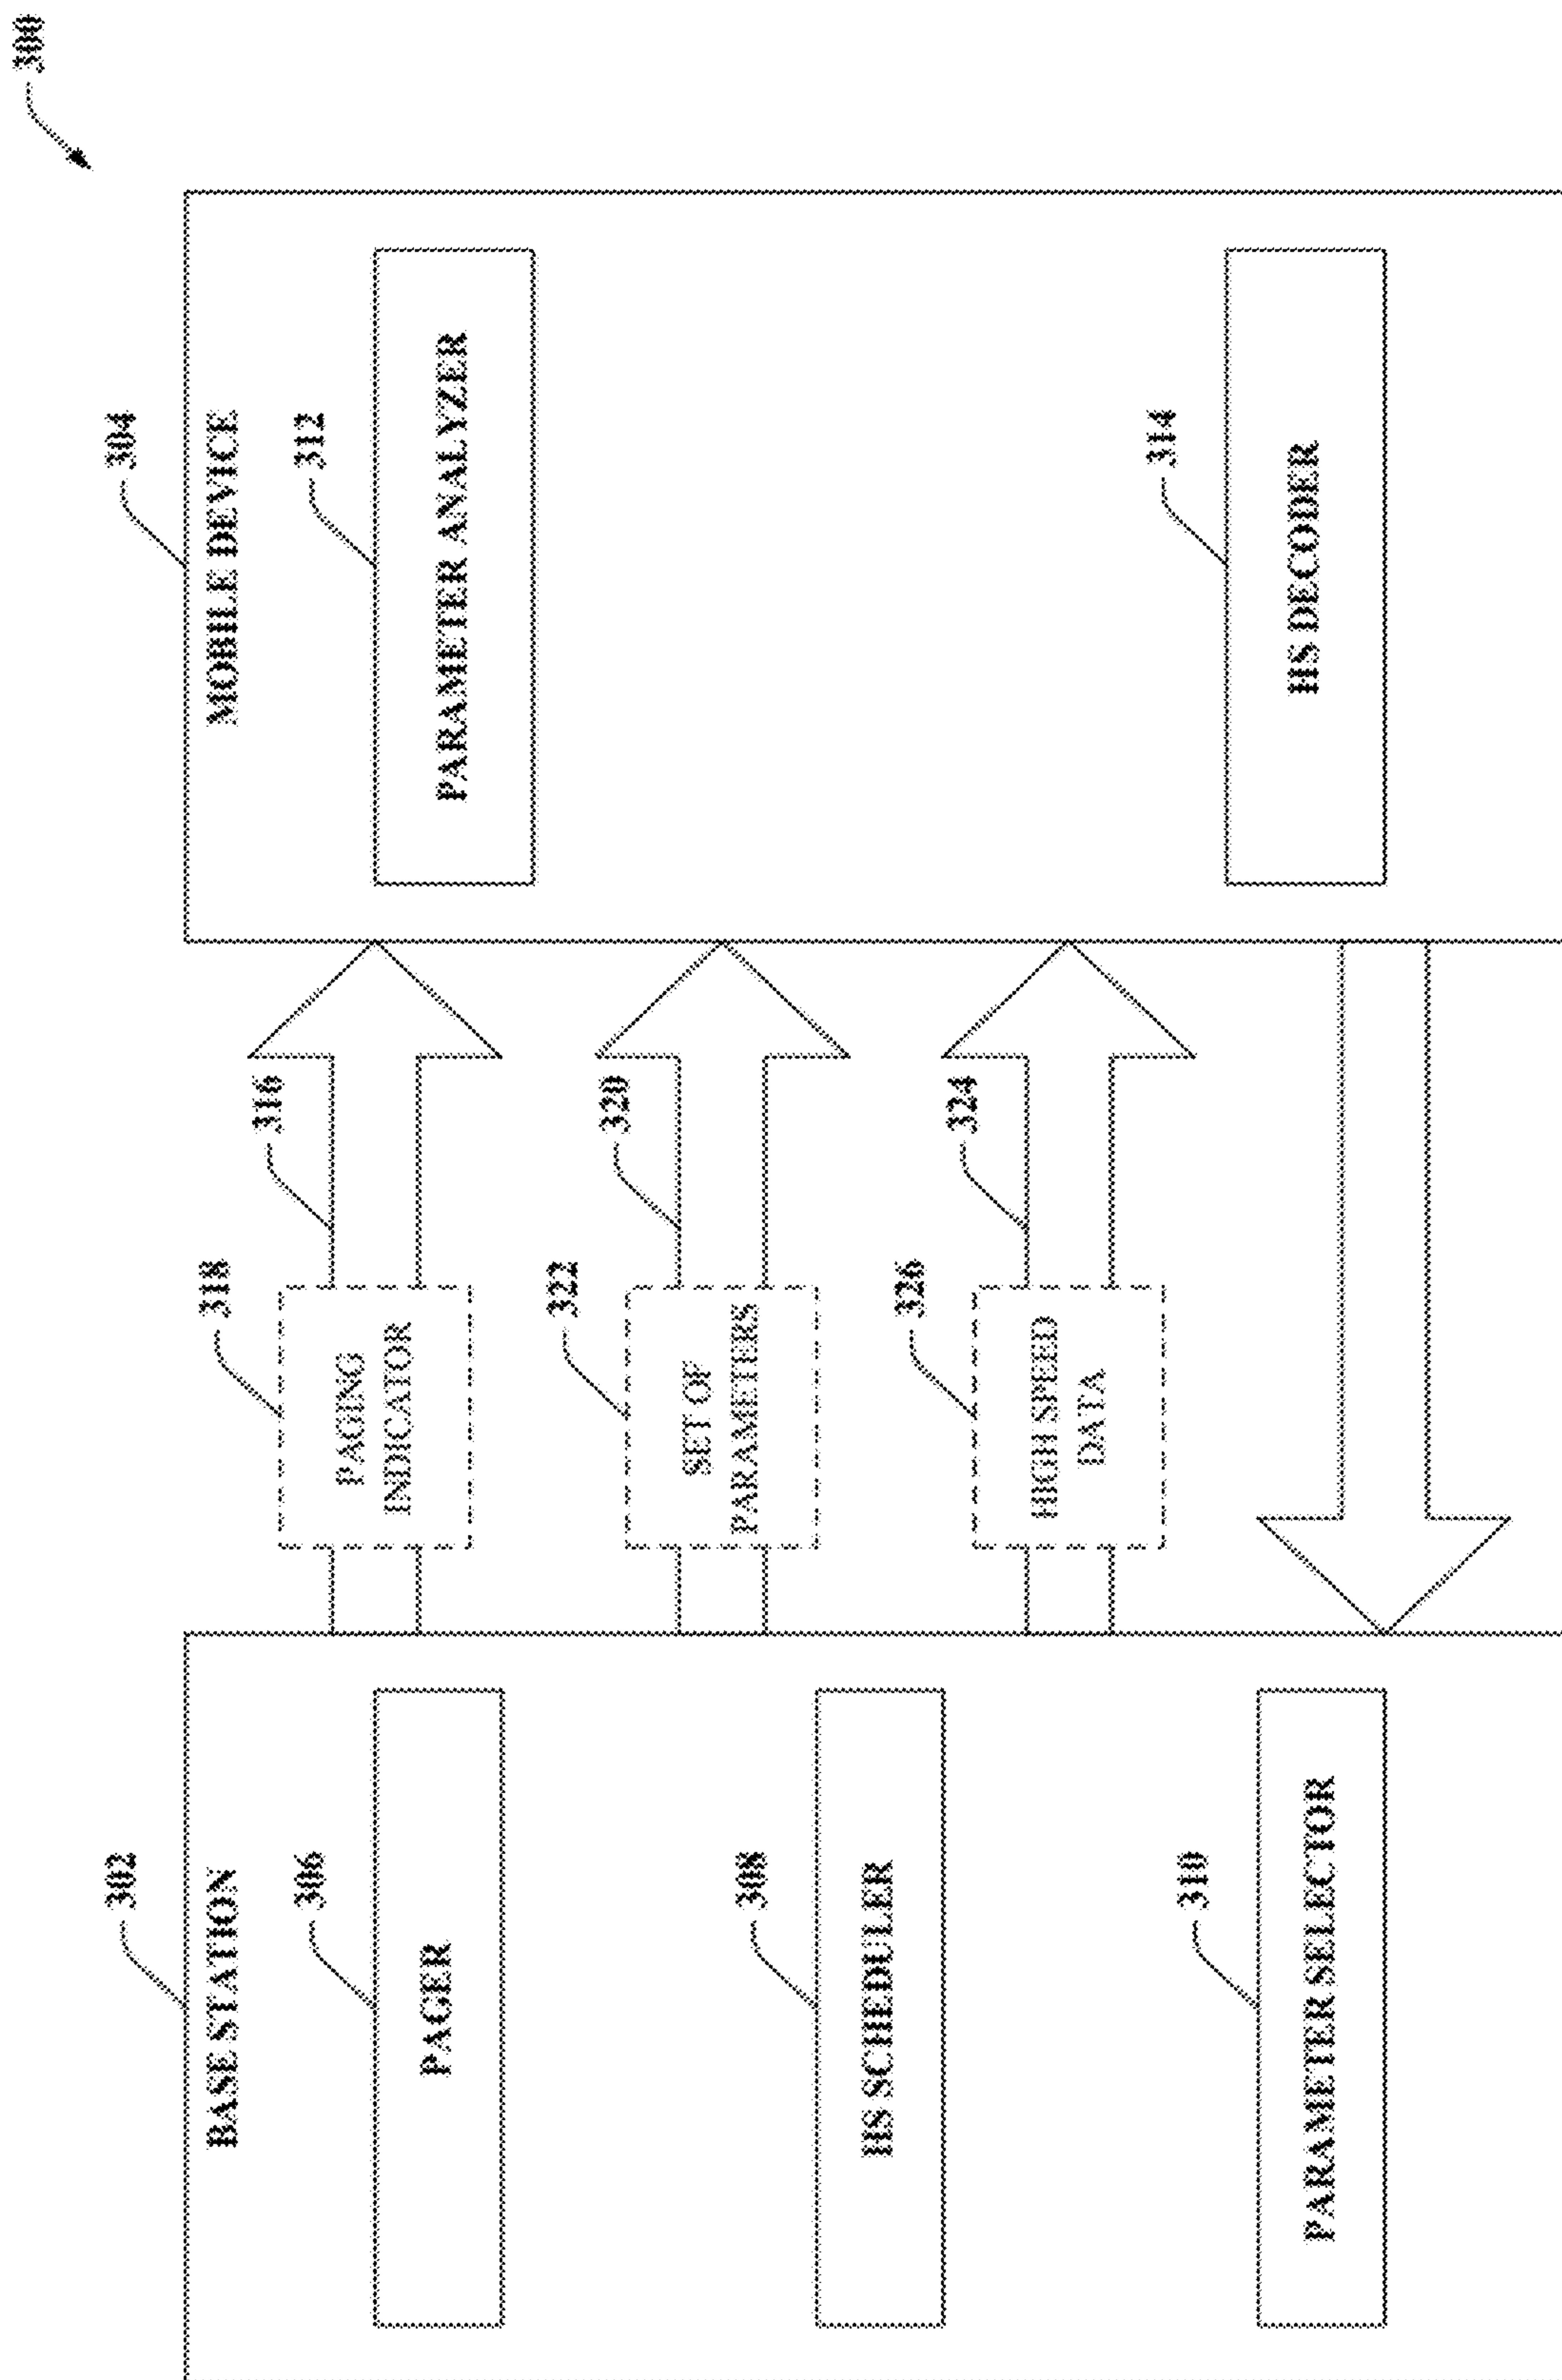 300
302
BASE STATION
306
PAGER
308
HS SCHEDULER
310
PARAMETER SELECTOR
318
PAGING
INDICATOR
316
322
SET OF
PARAMETERS
320
326
HIGH SPEED
DATA
324
304
MOBILE DEVICE
312
PARAMETER ANALYZER
314
HS DECODER